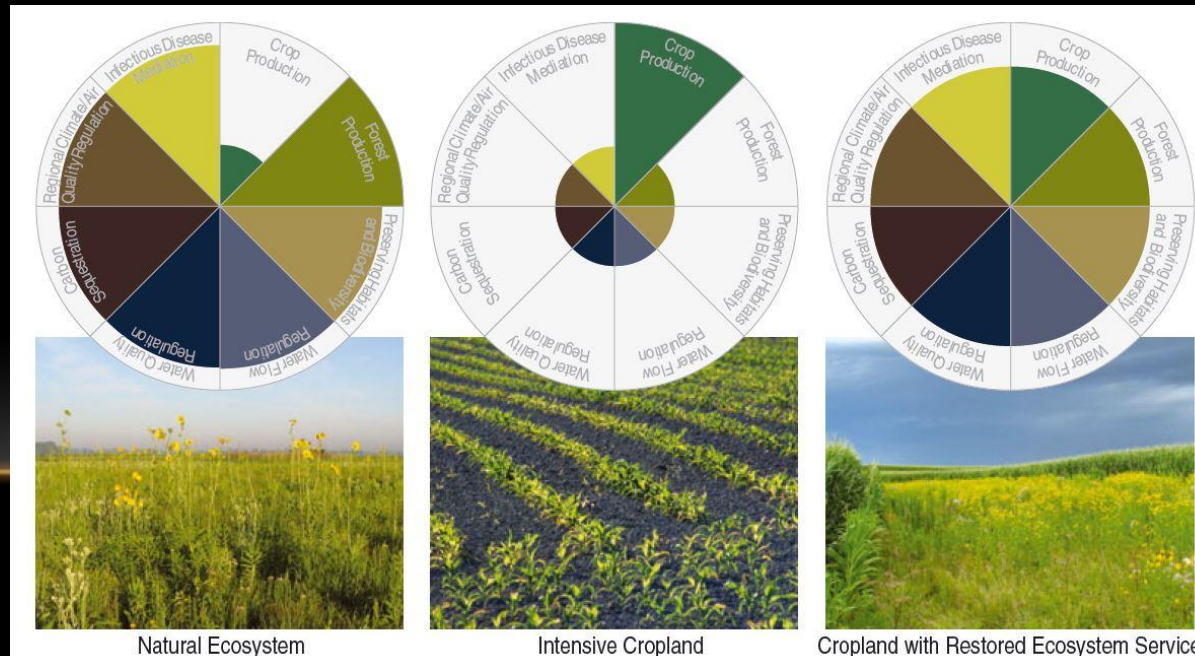 Infectious Disease
Mediation
Crop
Production
Forest
Production
Preserving Habitats
and Biodiversity
Water Flow
Regulation
Water Quality
Regulation
Carbon
Sequestration
Regional Climate/Air
Quality Regulation
Natural Ecosystem
Infectious Disease
Mediation
Crop
Production
Forest
Production
Preserving Habitats
and Biodiversity
Water Flow
Regulation
Water Quality
Regulation
Carbon
Sequestration
Regional Climate/Air
Quality Regulation
Intensive Cropland
Infectious Disease
Mediation
Crop
Production
Forest
Production
Preserving Habitats
and Biodiversity
Water Flow
Regulation
Water Quality
Regulation
Carbon
Sequestration
Regional Climate/Air
Quality Regulation
Cropland with Restored Ecosystem Service